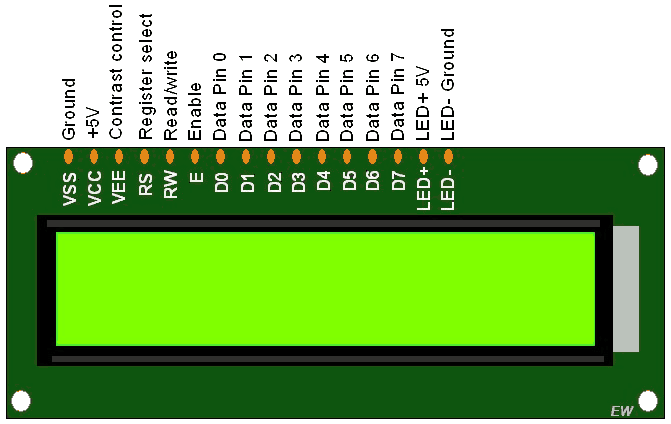 Ground
+5V
Contrast control
Register select
Read/write
Enable
Data Pin 0
Data Pin 1
Data Pin 2
Data Pin 3
Data Pin 4
Data Pin 5
Data Pin 6
Data Pin 7
LED+ 5V
LED- Ground
VSS
VCC
VEE
RS
RW
E
D0
D1
D2
D3
D4
D5
D6
D7
LED+
LED-
EW